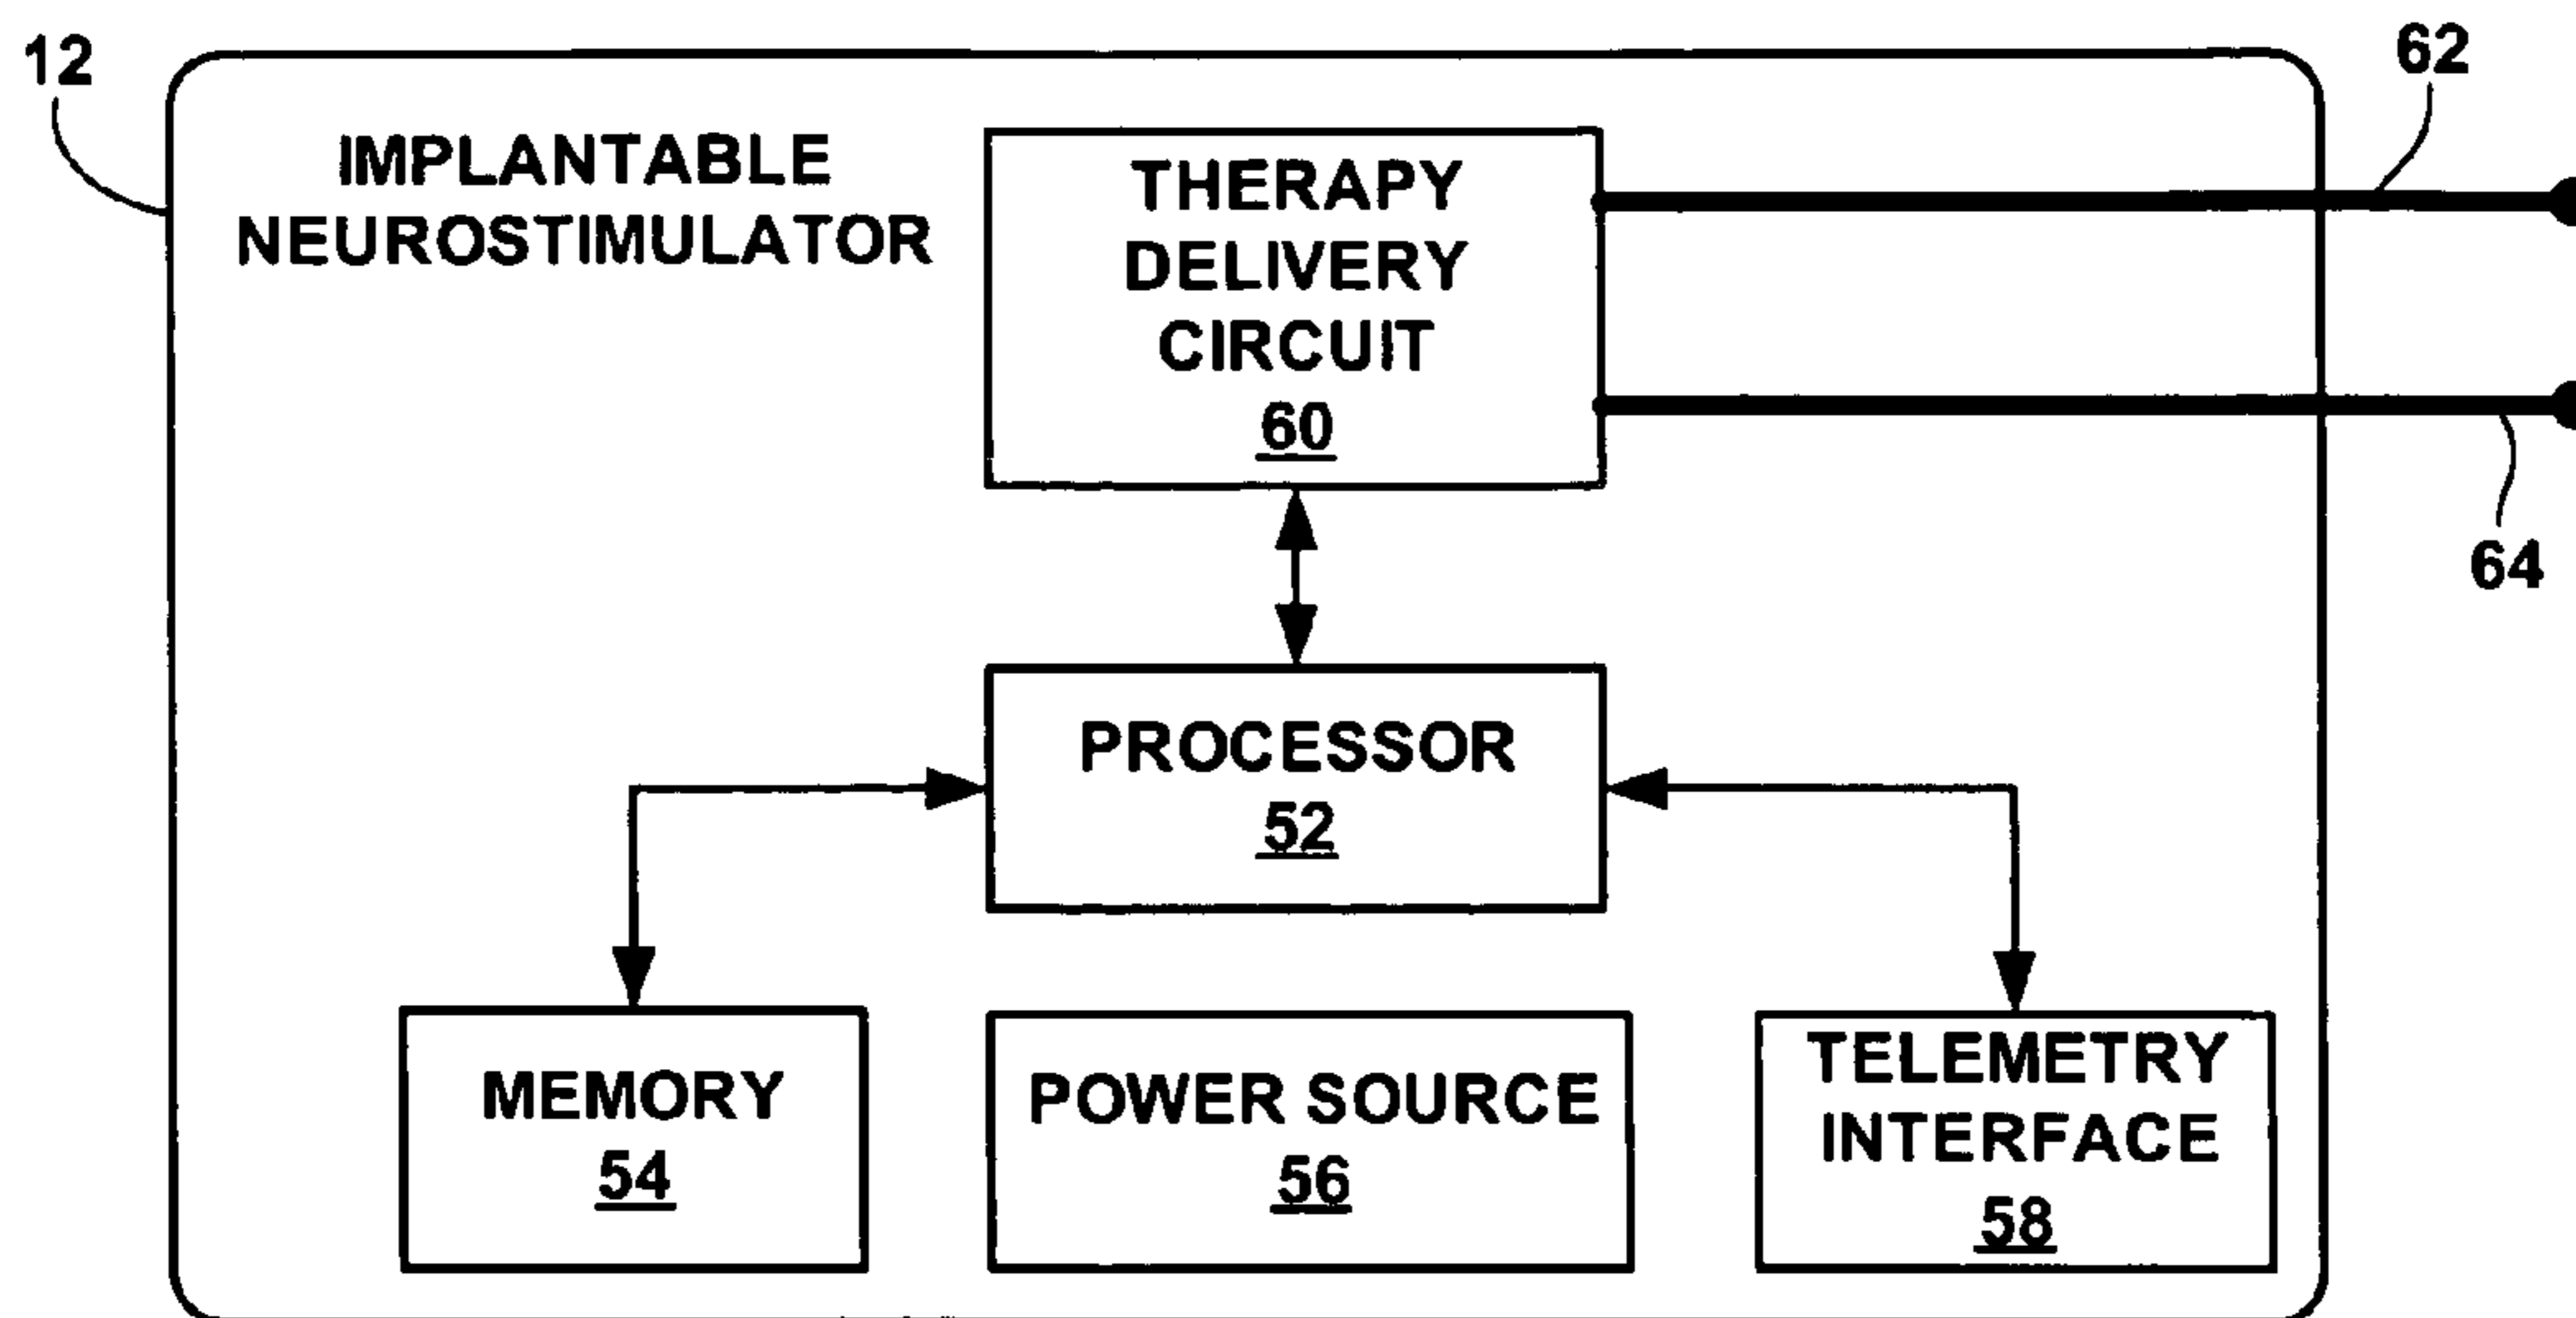 12
62
IMPLANTABLE
NEUROSTIMULATOR
THERAPY
DELIVERY
CIRCUIT
60
64
PROCESSOR
52
MEMORY
54
POWER SOURCE
56
TELEMETRY
INTERFACE
58